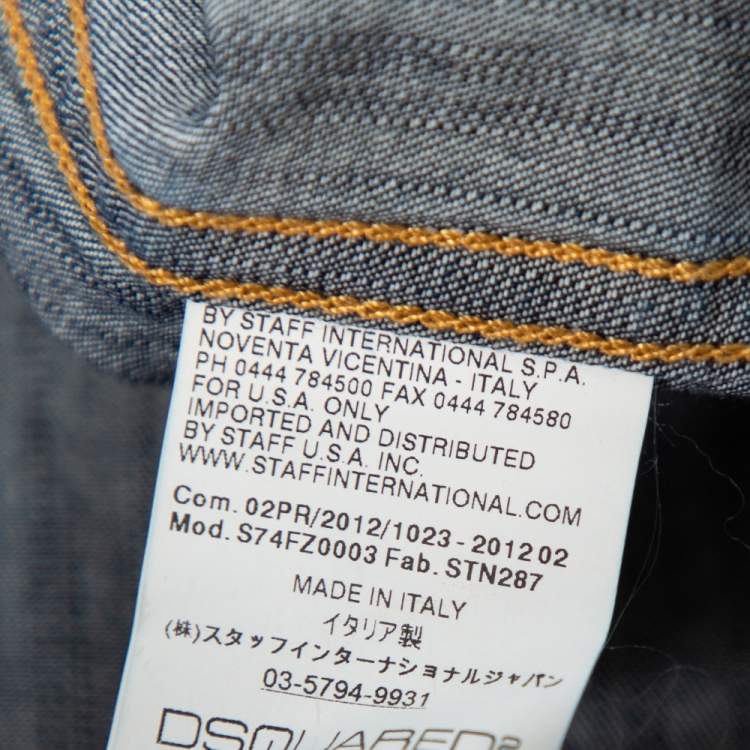 BY STAFF INTERNATIONAL S.P.A.
NOVENTA VICENTINA - ITALY
PH 0444 784500 FAX 0444 784580
FOR U.S.A. ONLY
IMPORTED AND DISTRIBUTED
BY STAFF U.S.A. INC.
WWW.STAFFINTERNATIONAL.COM
Com. 02PR/2012/1023 - 2012 02
Mod. S74FZ0003 Fab. STN287
MADE IN ITALY
イタリア製
(株)スタッフインターナショナルジャパン
03-5794-9931
DSQUARED2